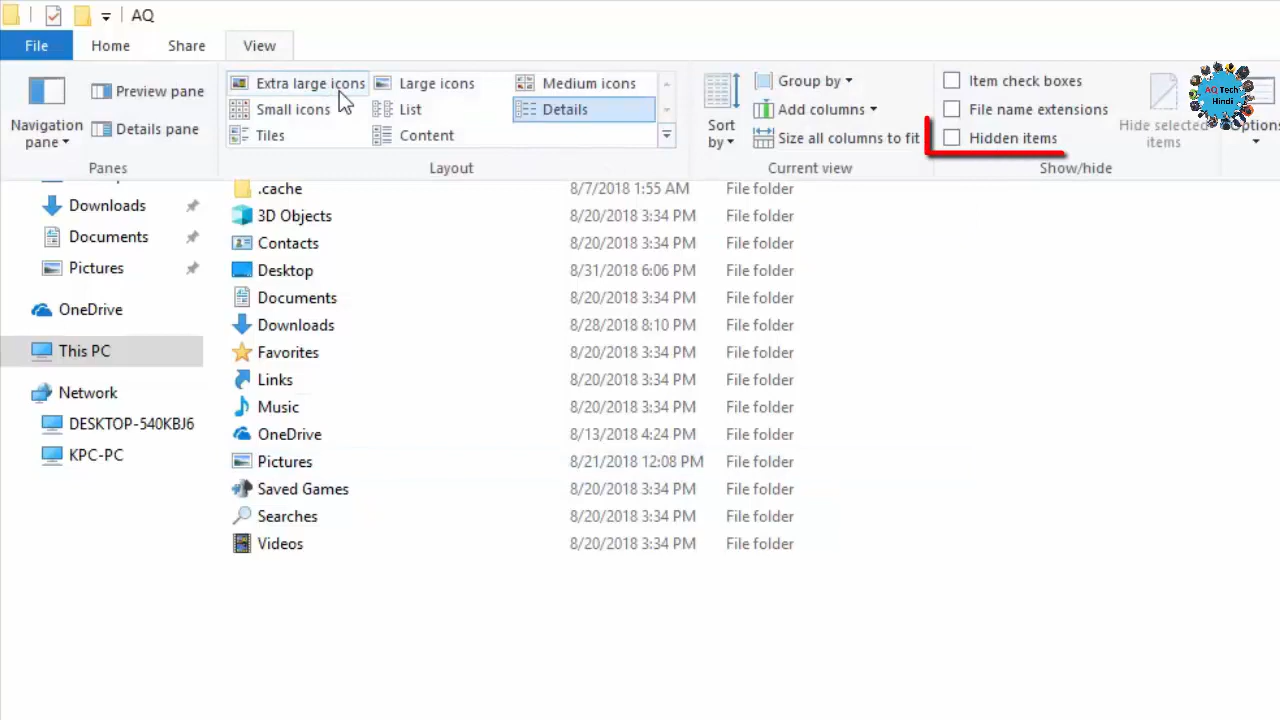 AQ
File Home Share View
Navigation pane
Preview pane
Details pane
Panes
Extra large icons Large icons Medium icons
Small icons List Details
Tiles Content
Layout
Sort by
Group by
Add columns
Size all columns to fit
Current view
Item check boxes
File name extensions
Hidden items
Hide selected items
Show/hide
Options
AQ Tech
Hindi
Downloads
Documents
Pictures
OneDrive
This PC
Network
DESKTOP-540KBJ6
KPC-PC
.cache 8/7/2018 1:55 AM File folder
3D Objects 8/20/2018 3:34 PM File folder
Contacts 8/20/2018 3:34 PM File folder
Desktop 8/31/2018 6:06 PM File folder
Documents 8/20/2018 3:34 PM File folder
Downloads 8/28/2018 8:10 PM File folder
Favorites 8/20/2018 3:34 PM File folder
Links 8/20/2018 3:34 PM File folder
Music 8/20/2018 3:34 PM File folder
OneDrive 8/13/2018 4:24 PM File folder
Pictures 8/21/2018 12:08 PM File folder
Saved Games 8/20/2018 3:34 PM File folder
Searches 8/20/2018 3:34 PM File folder
Videos 8/20/2018 3:34 PM File folder